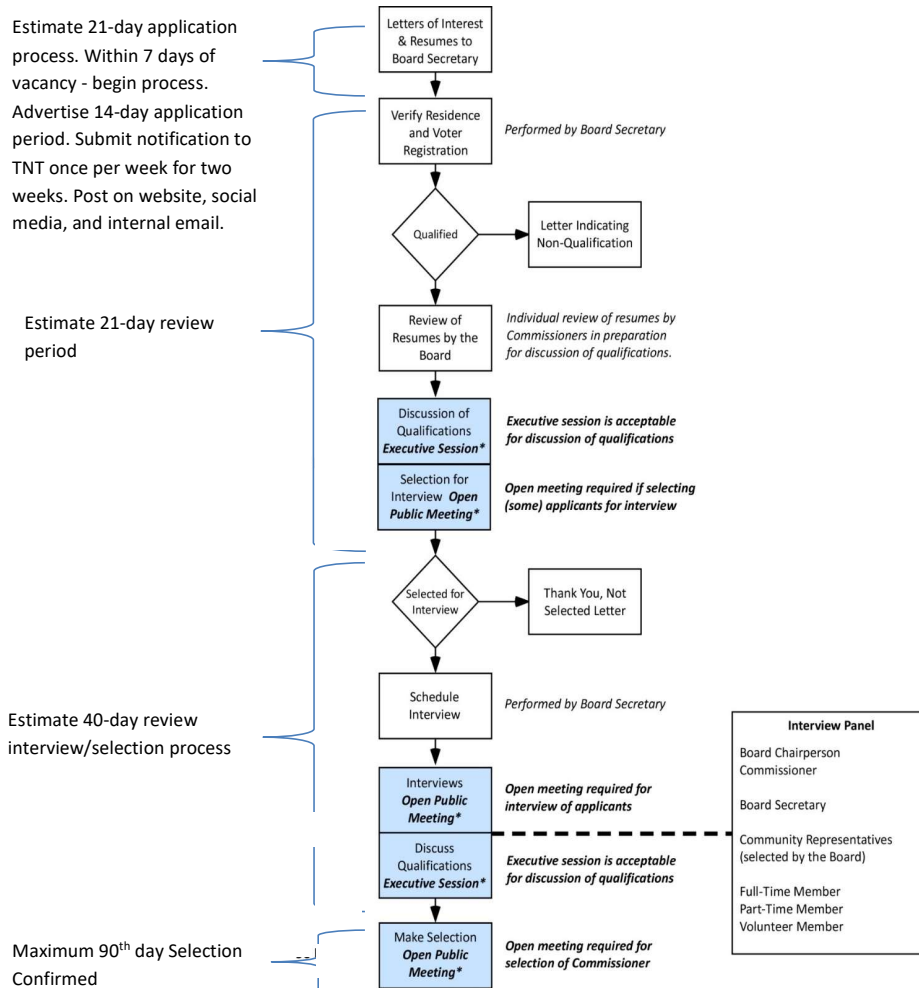 Estimate 21-day application
process. Within 7 days of
vacancy - begin process.
Advertise 14-day application
period. Submit notification to
TNT once per week for two
weeks. Post on website, social
media, and internal email.
Letters of Interest
& Resumes to
Board Secretary
Verify Residence
and Voter
Registration
Performed by Board Secretary
Qualified
Letter Indicating
Non-Qualification
Estimate 21-day review
period
Review of
Resumes by the
Board
Individual review of resumes by
Commissioners in preparation
for discussion of qualifications.
Discussion of
Qualifications
Executive Session*
Executive session is acceptable
for discussion of qualifications
Selection for
Interview Open
Public Meeting*
Open meeting required if selecting
(some) applicants for interview
Selected for
Interview
Thank You, Not
Selected Letter
Estimate 40-day review
interview/selection process
Schedule
Interview
Performed by Board Secretary
Interviews
Open Public
Meeting*
Open meeting required for
interview of applicants
Discuss
Qualifications
Executive Session*
Executive session is acceptable
for discussion of qualifications
Interview Panel
Board Chairperson
Commissioner
Board Secretary
Community Representatives
(selected by the Board)
Full-Time Member
Part-Time Member
Volunteer Member
Maximum 90th day Selection
Confirmed
Make Selection
Open Public
Meeting*
Open meeting required for
selection of Commissioner